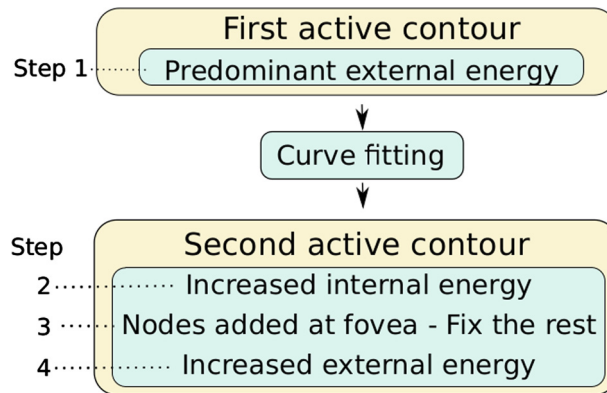 First active contour
Step 1 Predominant external energy
Curve fitting
Step Second active contour
2 Increased internal energy
3 Nodes added at fovea - Fix the rest
4 Increased external energy